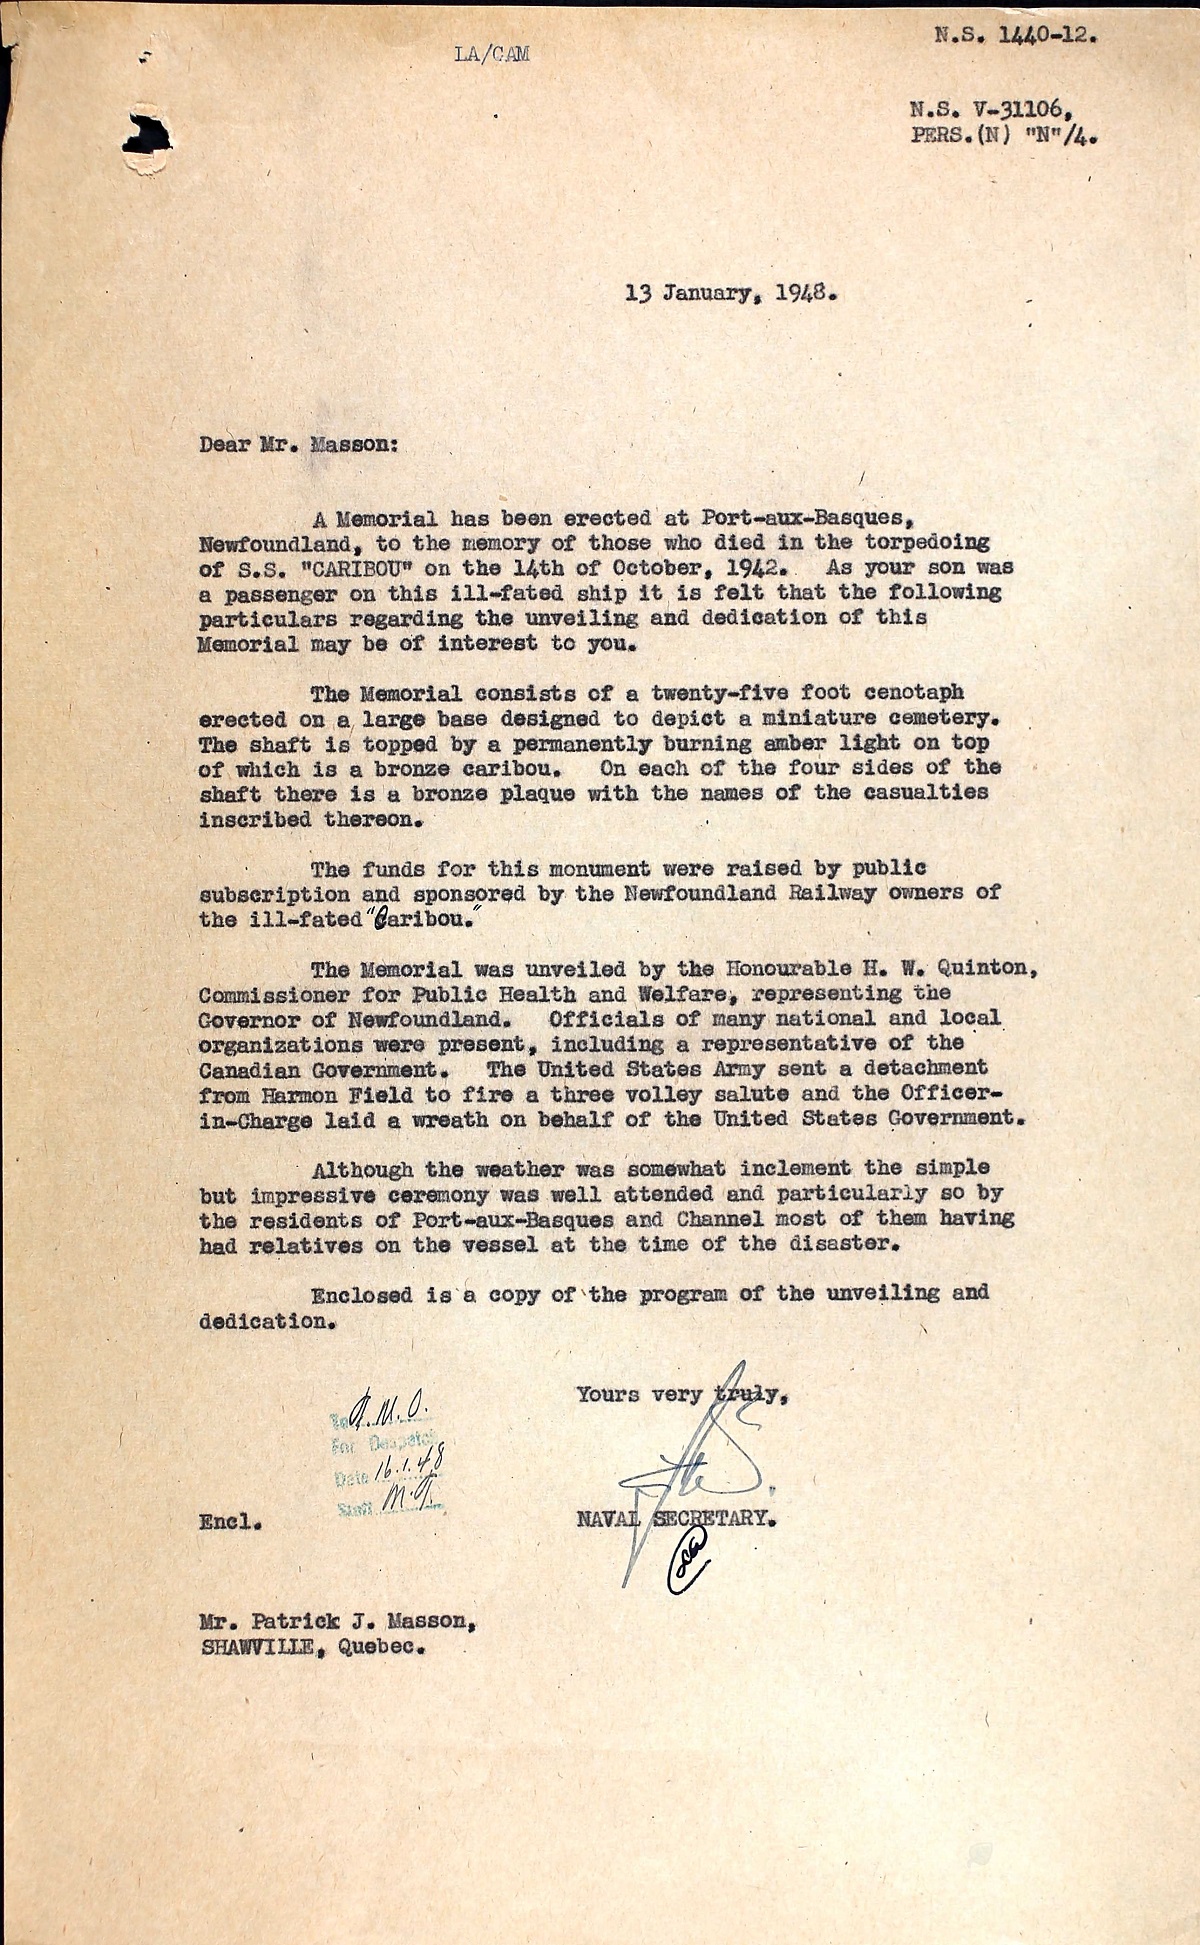 LA/GAM
N.S. 1440-12.
N.S. V-31106,
PERS.(N) "N"/4.
13 January, 1948.
Dear Mr. Masson:
A Memorial has been erected at Port-aux-Basques,
Newfoundland, to the memory of those who died in the torpedoing
of S.S. "CARIBOU" on the 14th of October, 1942. As your son was
a passenger on this ill-fated ship it is felt that the following
particulars regarding the unveiling and dedication of this
Memorial may be of interest to you.
The Memorial consists of a twenty-five foot cenotaph
erected on a large base designed to depict a miniature cemetery.
The shaft is topped by a permanently burning amber light on top
of which is a bronze caribou. On each of the four sides of the
shaft there is a bronze plaque with the names of the casualties
inscribed thereon.
The funds for this monument were raised by public
subscription and sponsored by the Newfoundland Railway owners of
the ill-fated "Caribou."
The Memorial was unveiled by the Honourable H. W. Quinton,
Commissioner for Public Health and Welfare, representing the
Governor of Newfoundland. Officials of many national and local
organizations were present, including a representative of the
Canadian Government. The United States Army sent a detachment
from Harmon Field to fire a three volley salute and the Officer-
in-Charge laid a wreath on behalf of the United States Government.
Although the weather was somewhat inclement the simple
but impressive ceremony was well attended and particularly so by
the residents of Port-aux-Basques and Channel most of them having
had relatives on the vessel at the time of the disaster.
Enclosed is a copy of the program of the unveiling and
dedication.
Yours very truly,
To
For Despatch
Date 16.1.48
Staff
Encl.
NAVAL SECRETARY.
Mr. Patrick J. Masson,
SHAWVILLE, Quebec.